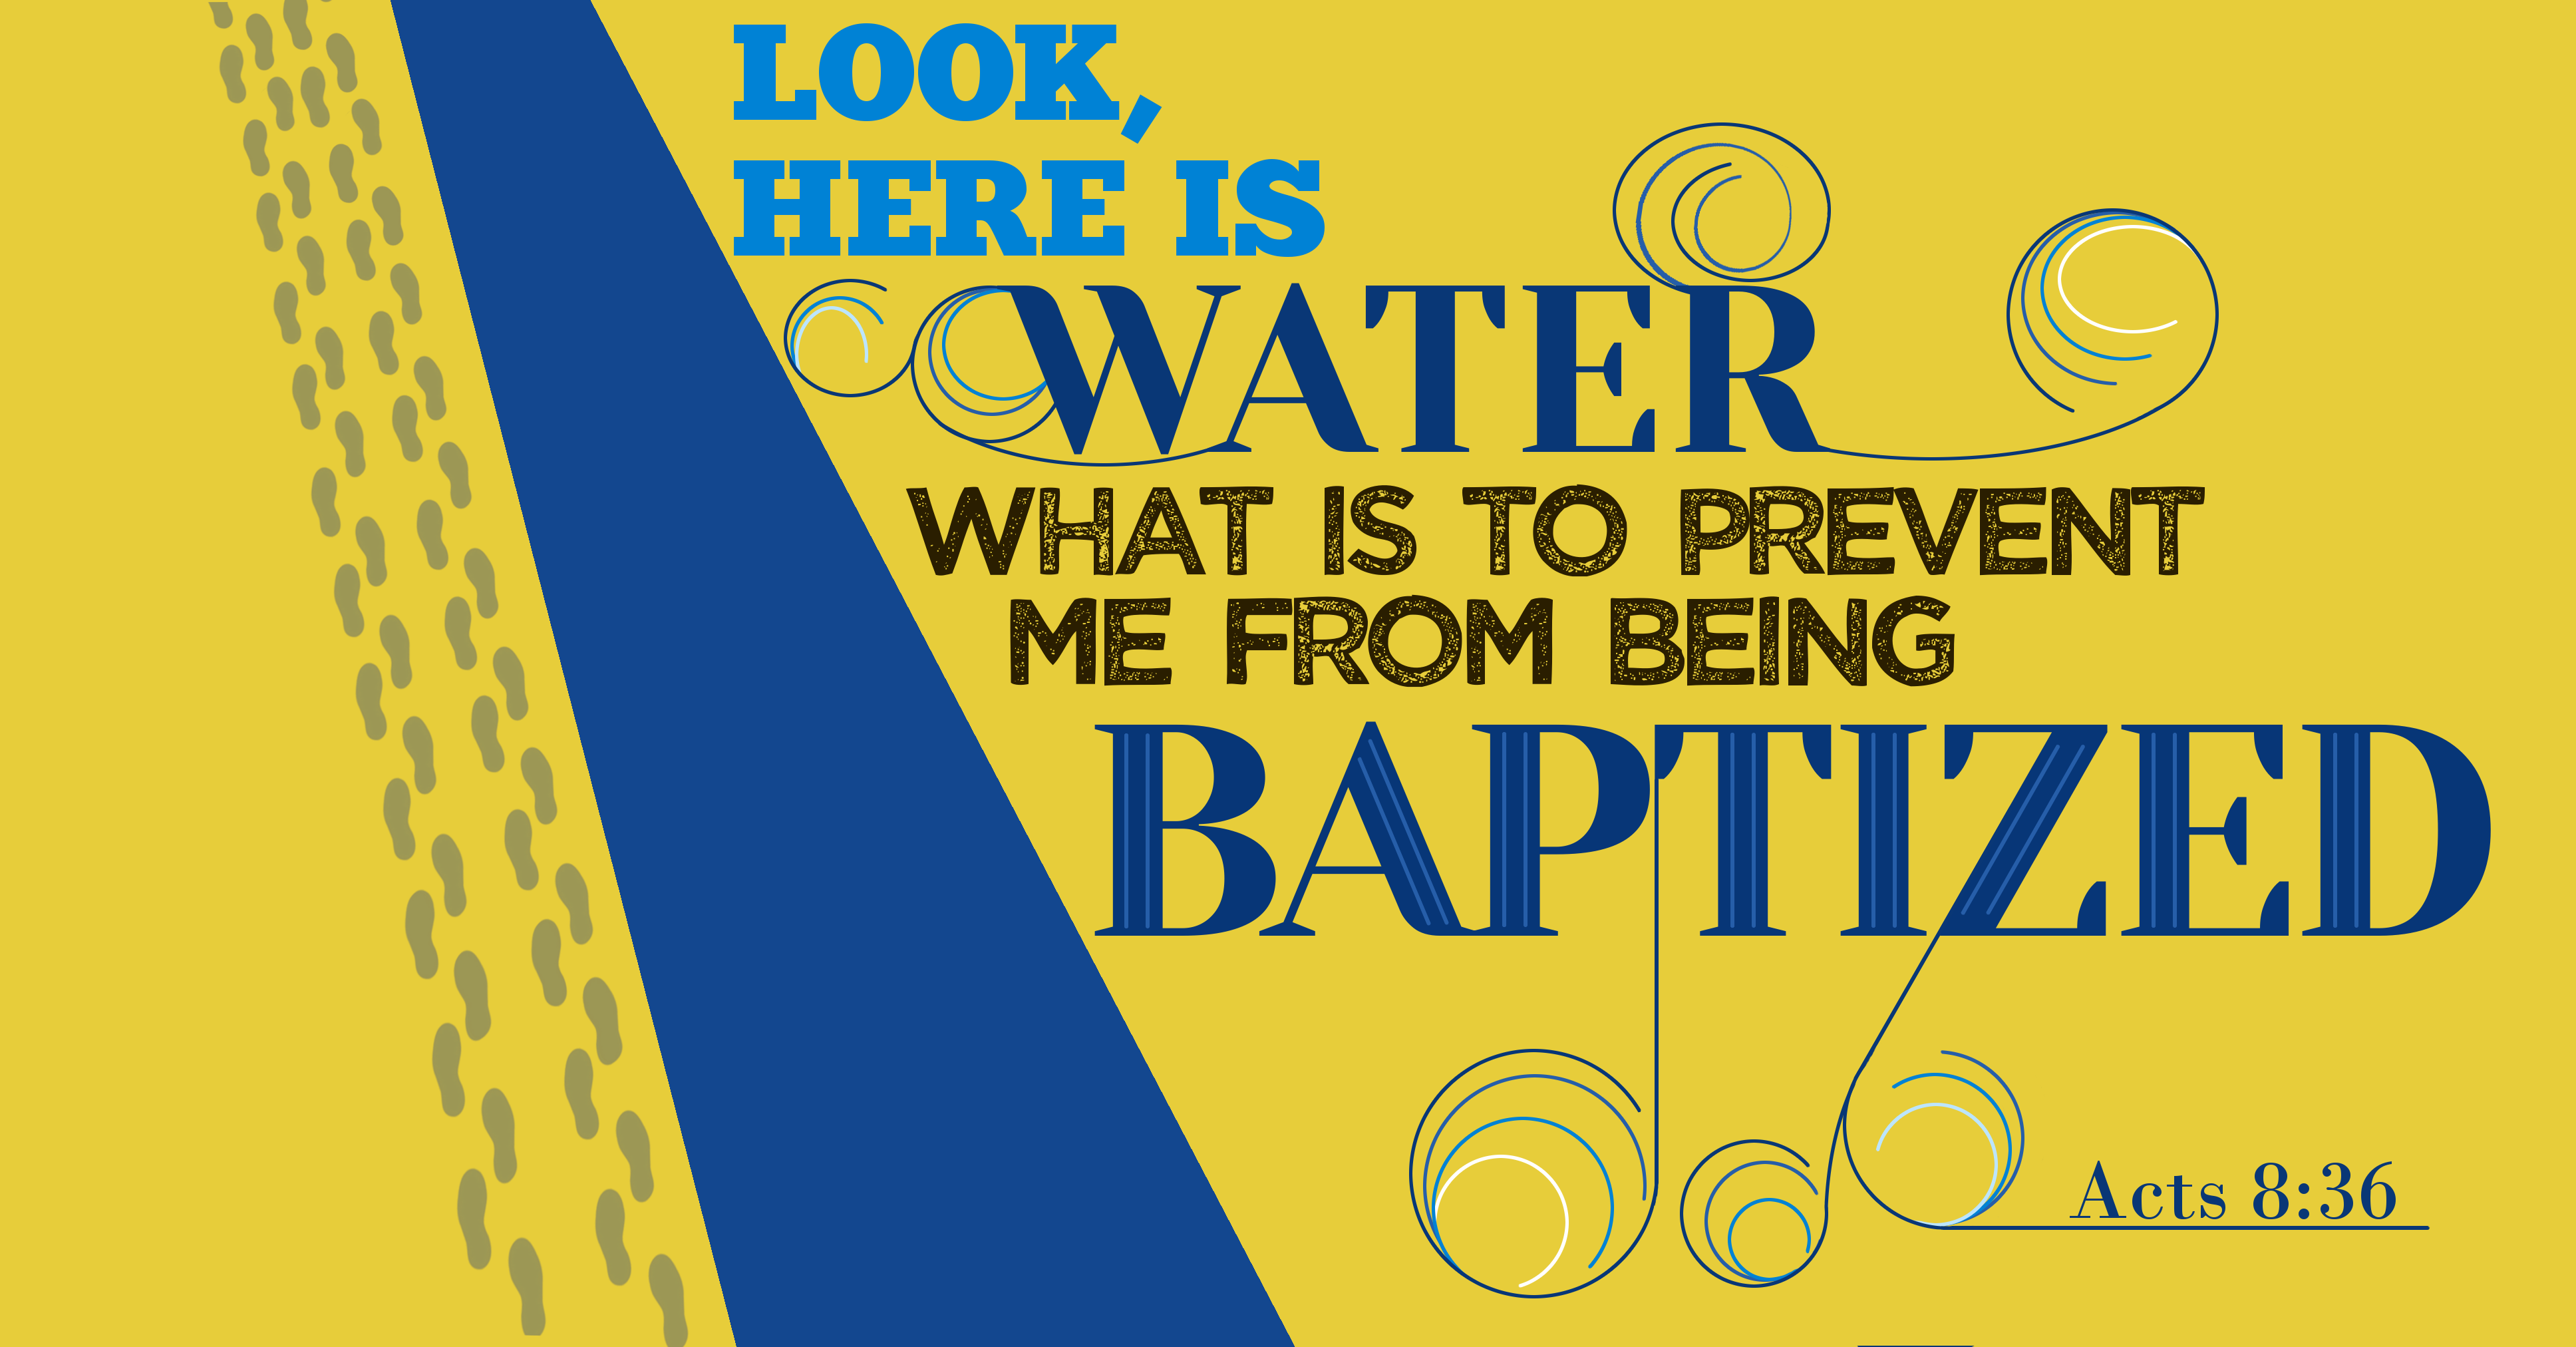 LOOK,
HERE IS
WATER
WHAT IS TO PREVENT
ME FROM BEING
BAPTIZED
Acts 8:36